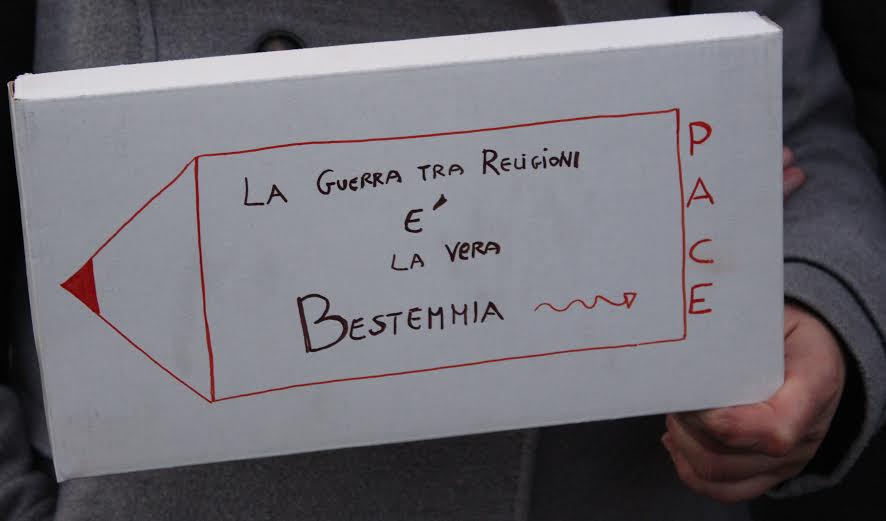 LA GUERRA TRA RELIGIONI
E'
LA VERA
BESTEMMIA
PACE